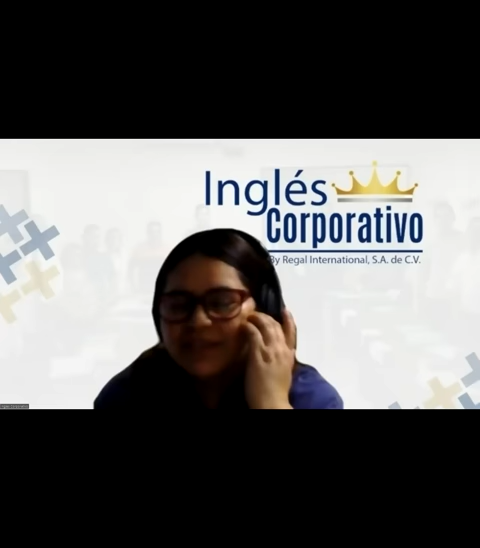 Inglés
Corporativo
By Regal International, S.A. de C.V.